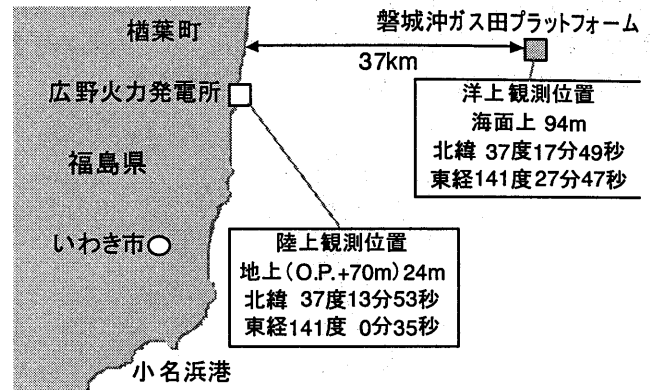 楢葉町
磐城沖ガス田プラットフォーム
37km
広野火力発電所
洋上観測位置
海面上 94m
北緯 37度17分49秒
東経141度27分47秒
福島県
いわき市
陸上観測位置
地上(O.P.+70m)24m
北緯 37度13分53秒
東経141度 0分35秒
小名浜港